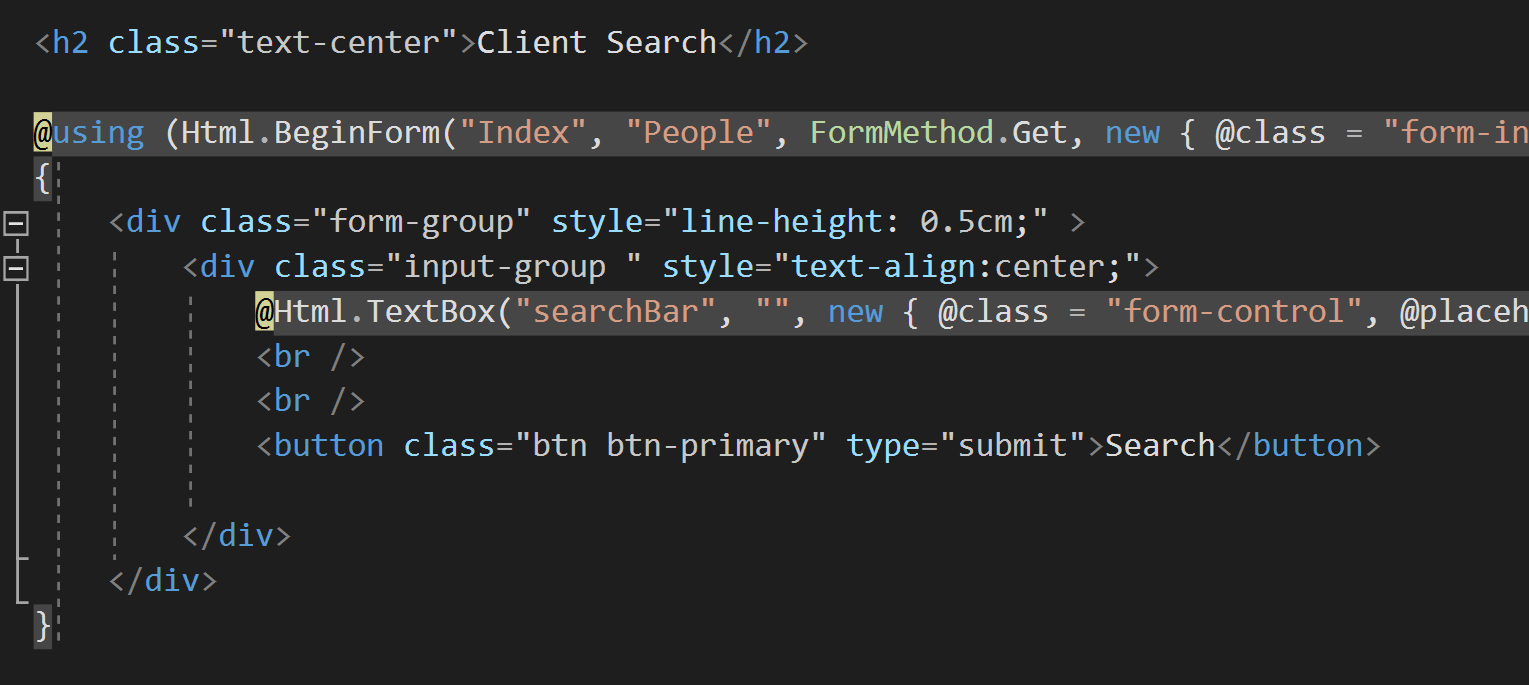 <h2 class="text-center">Client Search</h2>
@using (Html.BeginForm("Index", "People", FormMethod.Get, new { @class = "form-in
{
<div class="form-group" style="line-height: 0.5cm;" >
<div class="input-group " style="text-align:center;">
@Html.TextBox("searchBar", "", new { @class = "form-control", @placeh
<br />
<br />
<button class="btn btn-primary" type="submit">Search</button>
</div>
</div>
}